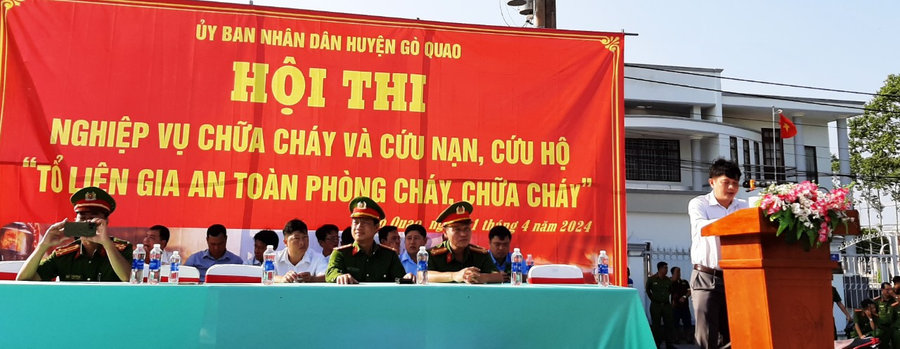 ỦY BAN NHÂN DÂN HUYỆN GÒ QUAO
HỘI THI
NGHIỆP VỤ CHỮA CHÁY VÀ CỨU NẠN, CỨU HỘ
“TỔ LIÊN GIA AN TOÀN PHÒNG CHÁY, CHỮA CHÁY”
Quao, tháng 4 năm 2024